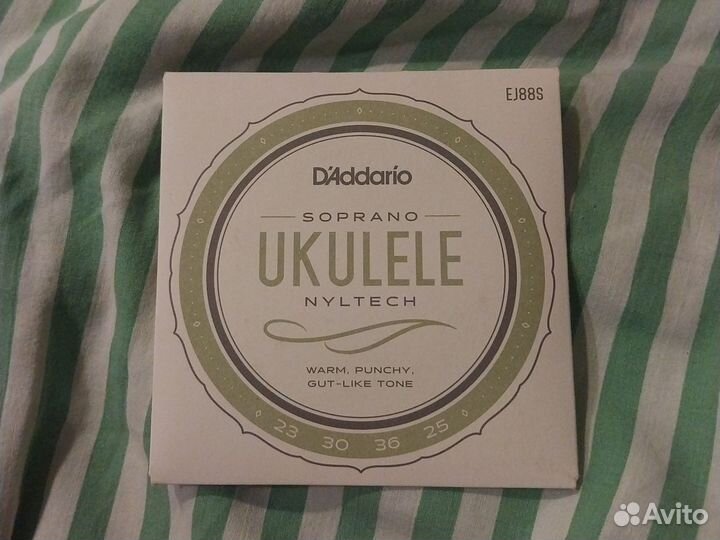 EJ88S
D'Addario
SOPRANO
UKULELE
NYLTECH
WARM, PUNCHY,
GUT-LIKE TONE
23 30 36 25
Avito